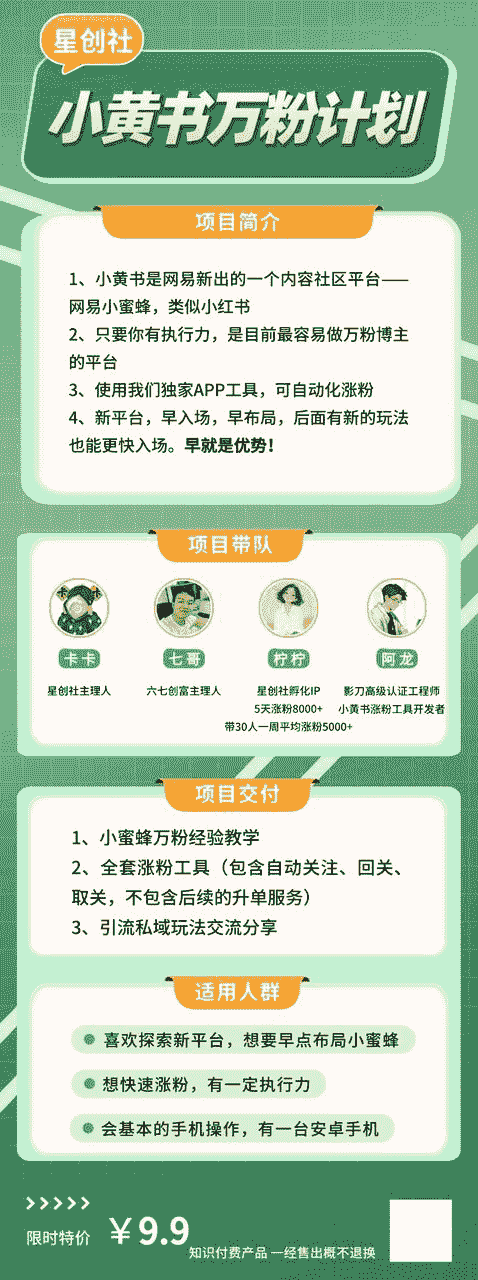 星创社
小黄书万粉计划
项目简介
1、小黄书是网易新出的一个内容社区平台——
网易小蜜蜂，类似小红书
2、只要你有执行力，是目前最容易做万粉博主
的平台
3、使用我们独家APP工具，可自动化涨粉
4、新平台，早入场，早布局，后面有新的玩法
也能更快入场。早就是优势！
项目带队
卡卡
七哥
柠柠
阿龙
星创社主理人
六七创富主理人
星创社孵化IP
5天涨粉8000+
带30人一周平均涨粉5000+
影刀高级认证工程师
小黄书涨粉工具开发者
项目交付
1、小蜜蜂万粉经验教学
2、全套涨粉工具（包含自动关注、回关、
取关，不包含后续的升单服务）
3、引流私域玩法交流分享
适用人群
喜欢探索新平台，想要早点布局小蜜蜂
想快速涨粉，有一定执行力
会基本的手机操作，有一台安卓手机
限时特价
￥9.9
知识付费产品 一经售出概不退换